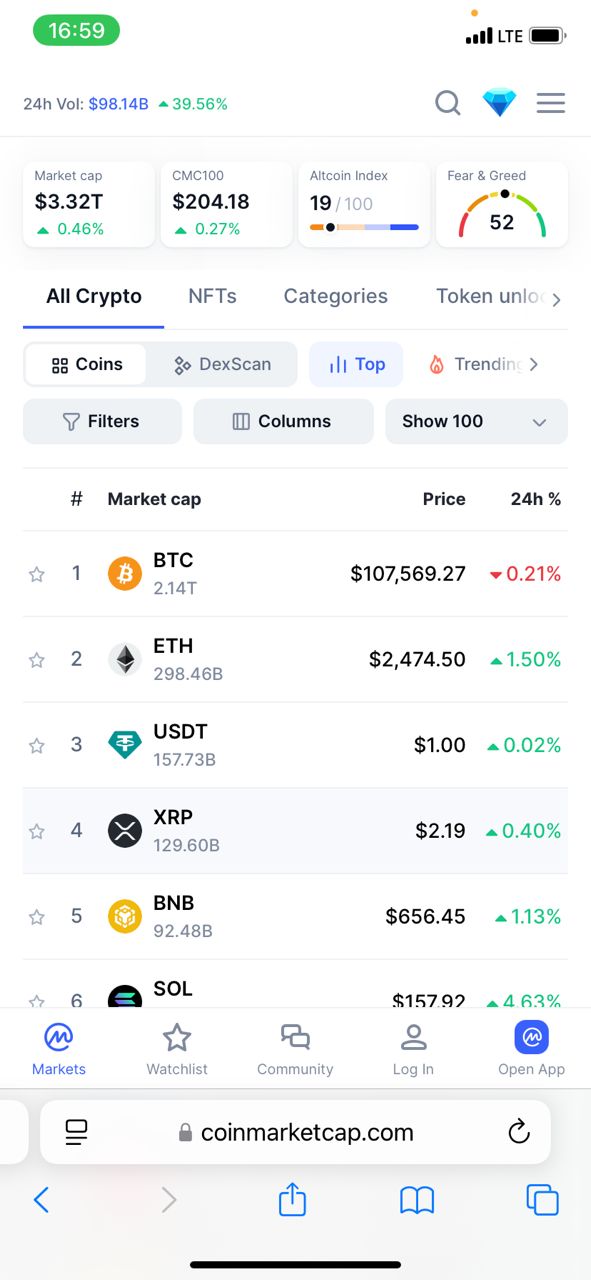 16:59 LTE
24h Vol: $98.14B 39.56%
Market cap CMC100 Altcoin Index Fear & Greed
$3.32T $204.18 19 / 100 52
0.46% 0.27%
All Crypto NFTs Categories Token unloc
Coins DexScan Top Trending
Filters Columns Show 100
# Market cap Price 24h %
1 BTC $107,569.27 0.21%
2.14T
2 ETH $2,474.50 1.50%
298.46B
3 USDT $1.00 0.02%
157.73B
4 XRP $2.19 0.40%
129.60B
5 BNB $656.45 1.13%
92.48B
6 SOL $157.92 4.63%
Markets Watchlist Community Log In Open App
coinmarketcap.com